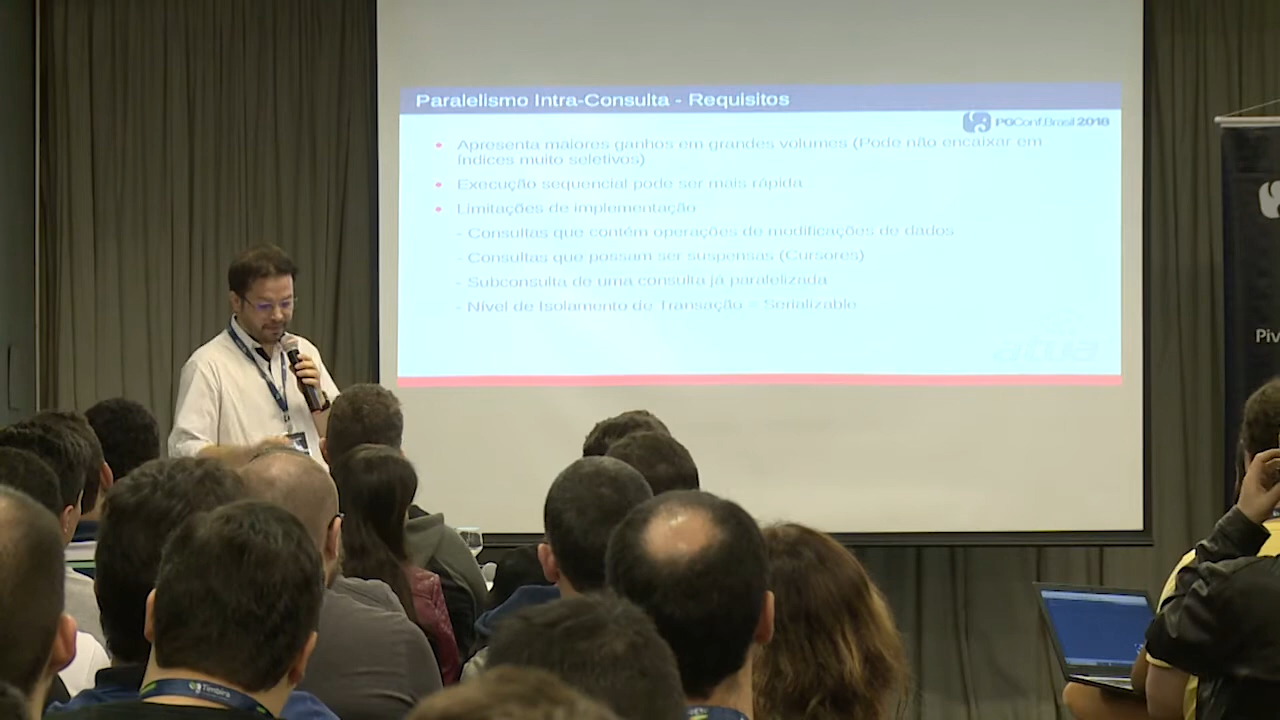 Paralelismo Intra-Consulta - Requisitos
PGConf.Brasil 2018
• Apresenta maiores ganhos em grandes volumes (Pode não encaixar em
índices muito seletivos)
• Execução sequencial pode ser mais rápida
• Limitações de implementação
- Consultas que contém operações de modificações de dados
- Consultas que possam ser suspensas (Cursores)
- Subconsulta de uma consulta já paralelizada
- Nível de Isolamento de Transação = Serializable
atua
Piv
Timbira